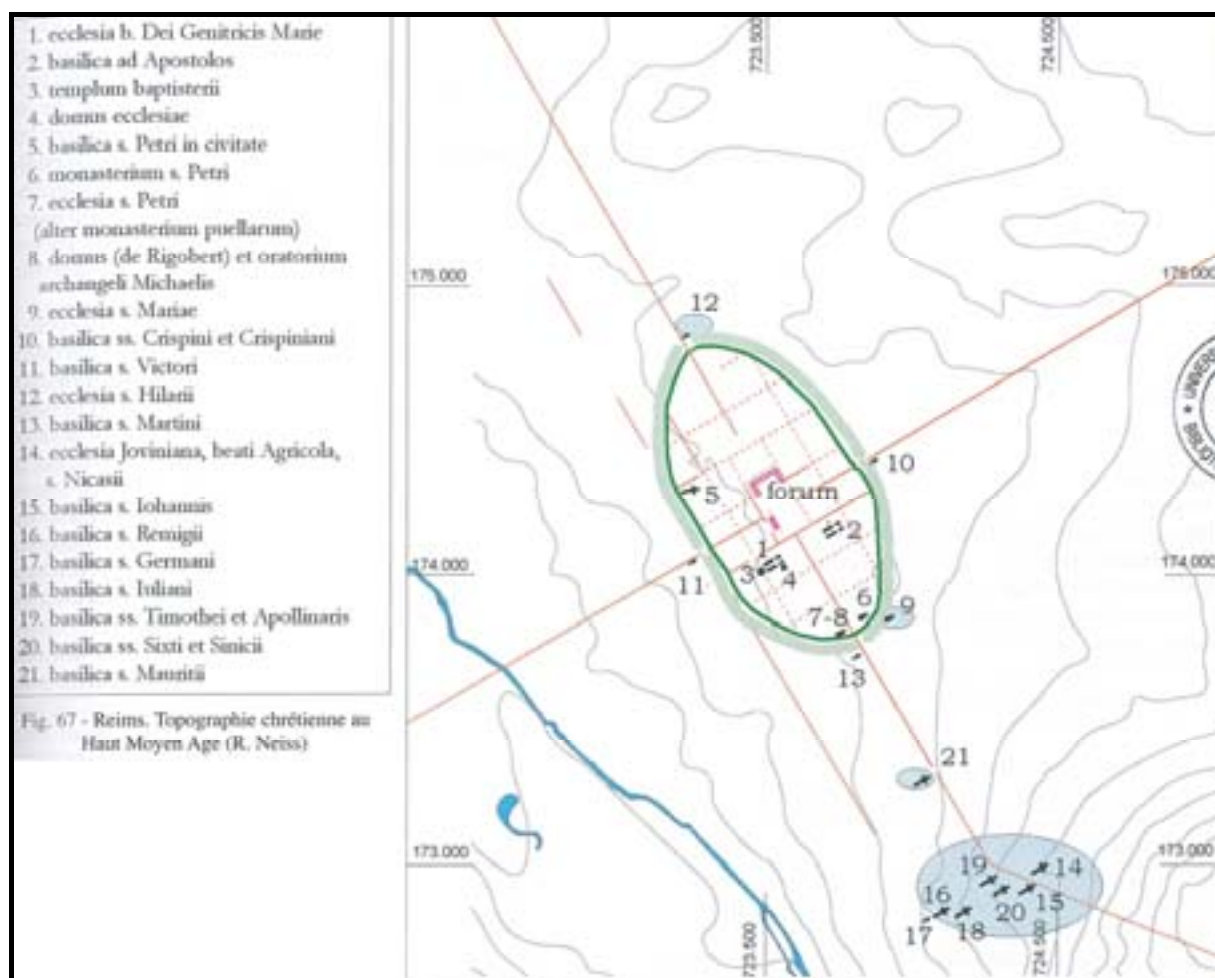 1. ecclesia b. Dei Genitricis Marie
2. basilica ad Apostolos
3. templum baptisterii
4. domus ecclesiae
5. basilica s. Petri in civitate
6. monasterium s. Petri
7. ecclesia s. Petri
(alter monasterium puellarum)
8. domus (de Rigobert) et oratorium
archangeli Michaelis
9. ecclesia s. Mariae
10. basilica ss. Crispini et Crispiniani
11. basilica s. Victori
12. ecclesia s. Hilarii
13. basilica s. Martini
14. ecclesia Joviniana, beati Agricola,
s. Nicasii
15. basilica s. Iohannis
16. basilica s. Remigii
17. basilica s. Germani
18. basilica s. Iuliani
19. basilica ss. Timothei et Apollinaris
20. basilica ss. Sixti et Sinicii
21. basilica s. Mauritii
Fig. 67 - Reims. Topographie chrétienne au
Haut Moyen Age (R. Neiss)
723.500
724.500
175.000
175.000
12
10
5
forum
2
1
3
4
11
174.000
174.000
6
9
7-8
13
21
173.000
173.000
19
14
16
20
15
17
18
723.500
724.500
UNIVERS